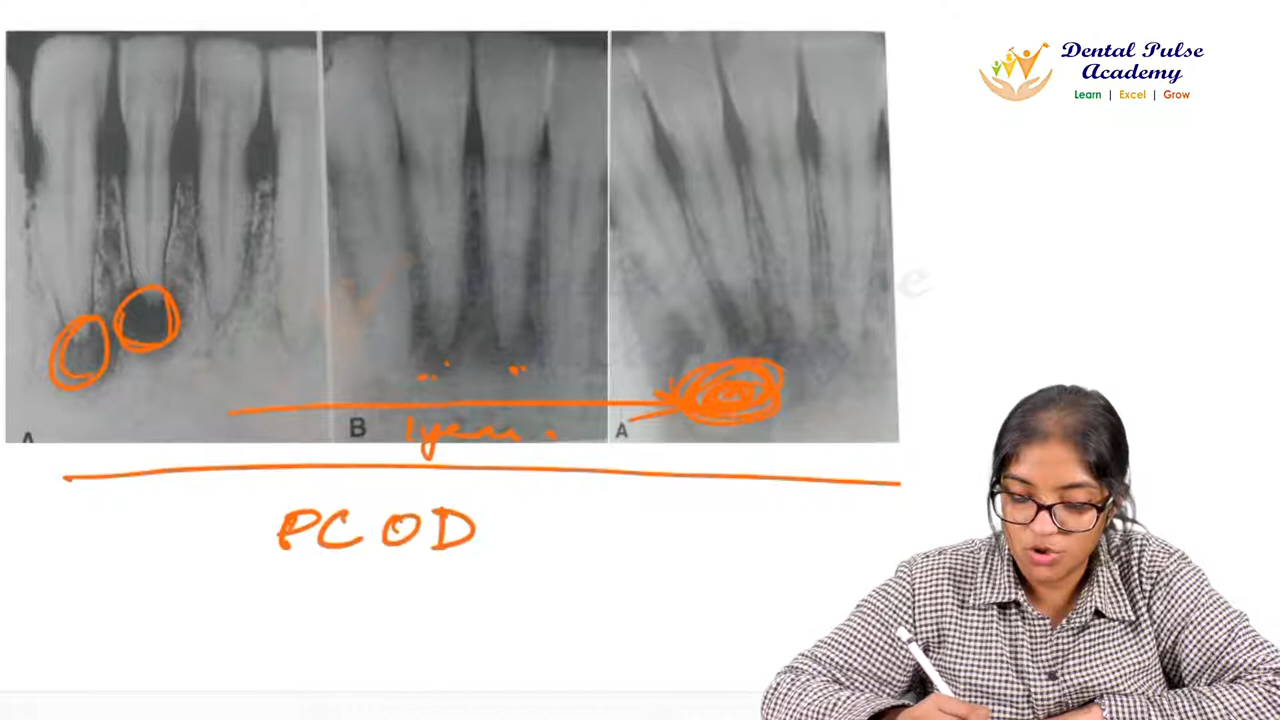 Dental Pulse
Academy
Learn | Excel | Grow
A
B
A
1 year
PCOD